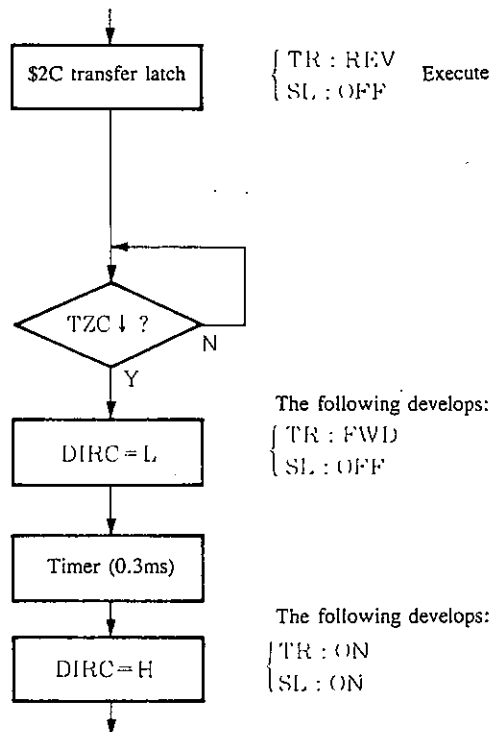 $2C transfer latch
TR : REV
SL : OFF
Execute
TZC ↓ ?
N
Y
The following develops:
DIRC = L
TR : FWD
SL : OFF
Timer (0.3ms)
The following develops:
DIRC = H
TR : ON
SL : ON